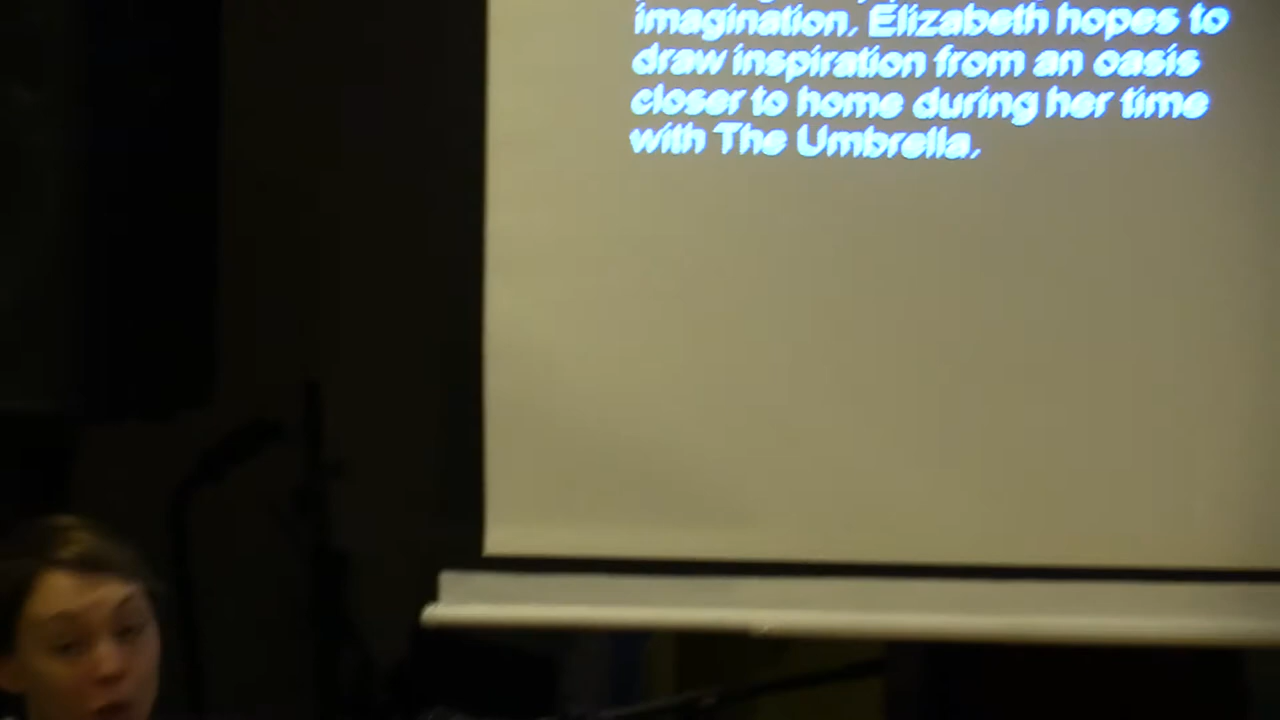 imagination, Elizabeth hopes to
draw inspiration from an oasis
closer to home during her time
with The Umbrella.